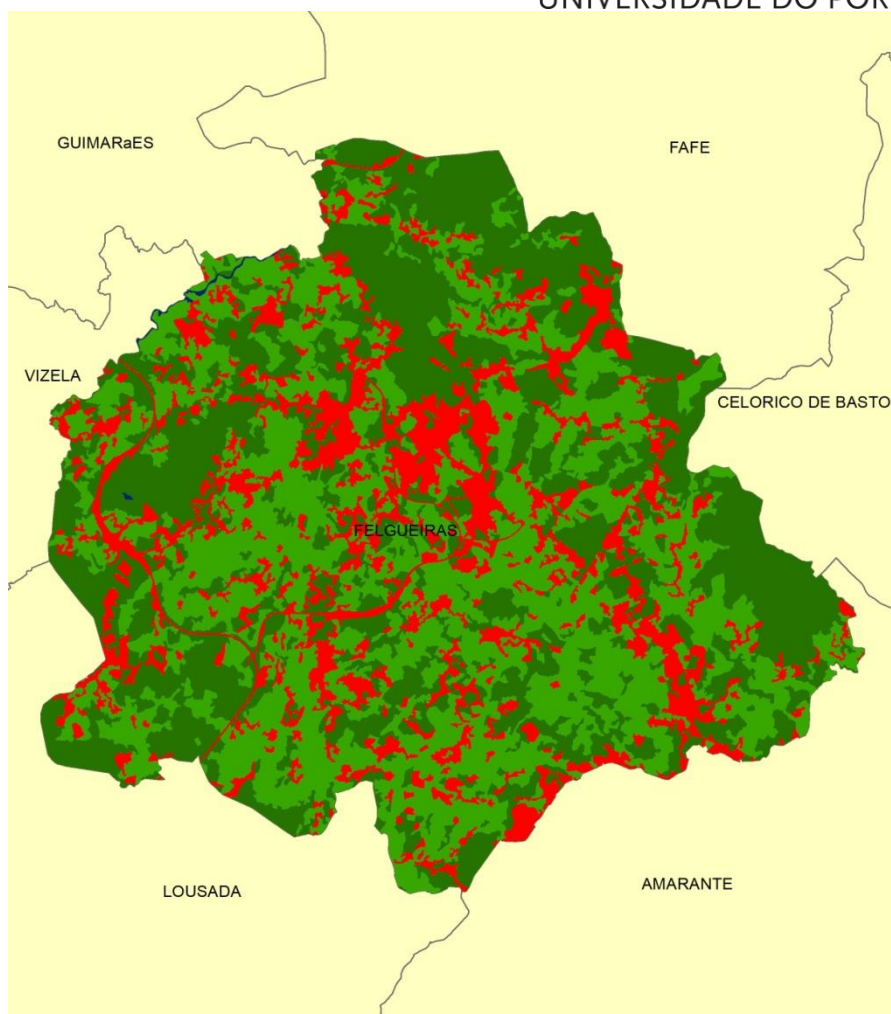 UNIVERSIDADE DO POR
GUIMARaES
FAFE
VIZELA
CELORICO DE BASTO
FELGUEIRAS
LOUSADA
AMARANTE